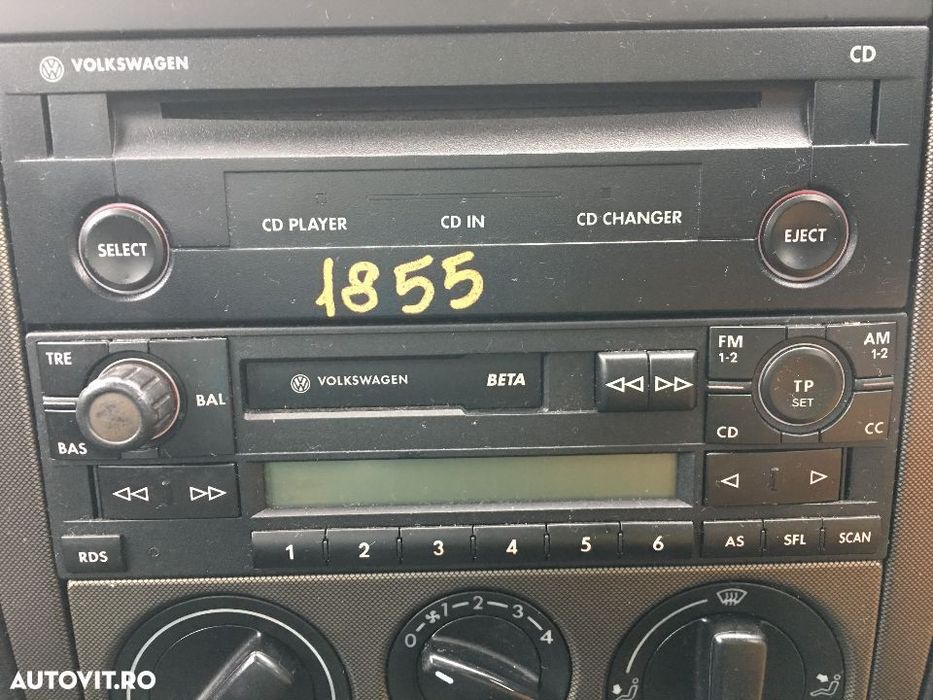 VOLKSWAGEN
CD
CD PLAYER
CD IN
CD CHANGER
SELECT
EJECT
1855
TRE
BAL
BAS
VOLKSWAGEN
BETA
FM
1-2
AM
1-2
TP
SET
CD
CC
RDS
1
2
3
4
5
6
AS
SFL
SCAN
0
1
2
3
4
AUTOVIT.RO